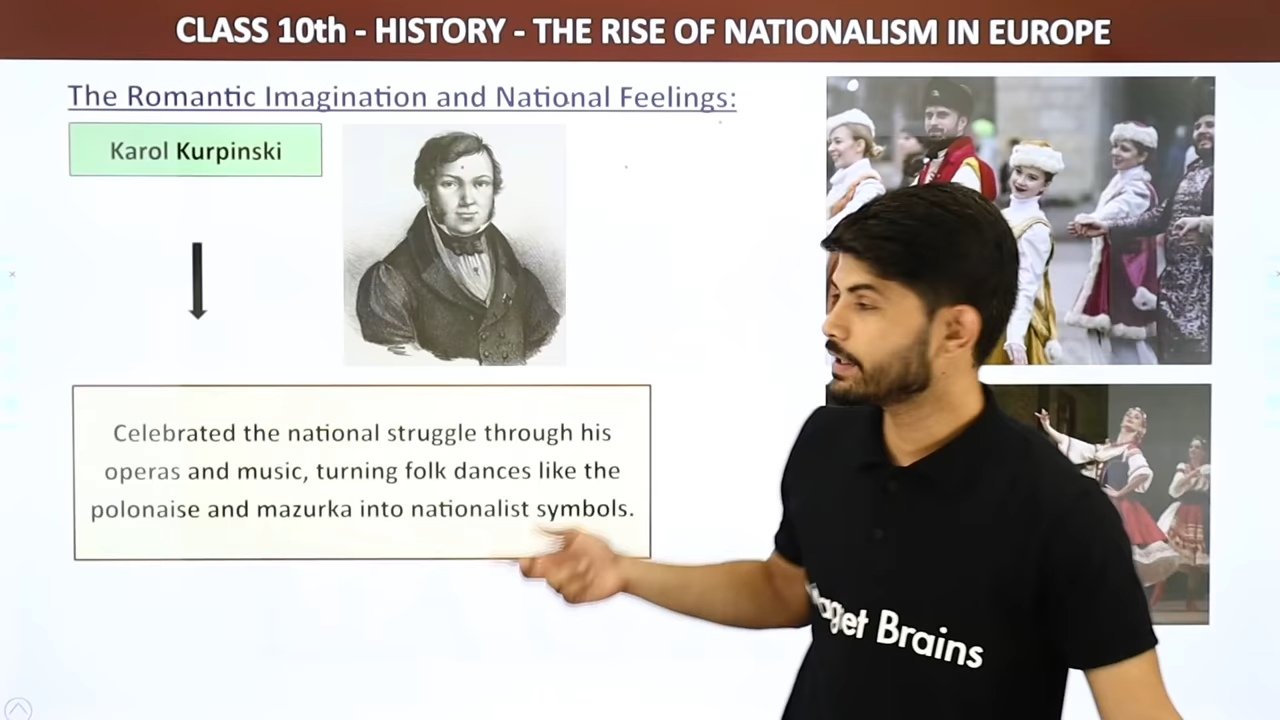 CLASS 10th - HISTORY - THE RISE OF NATIONALISM IN EUROPE
The Romantic Imagination and National Feelings:
Karol Kurpinski
Celebrated the national struggle through his
operas and music, turning folk dances like the
polonaise and mazurka into nationalist symbols.
Brains